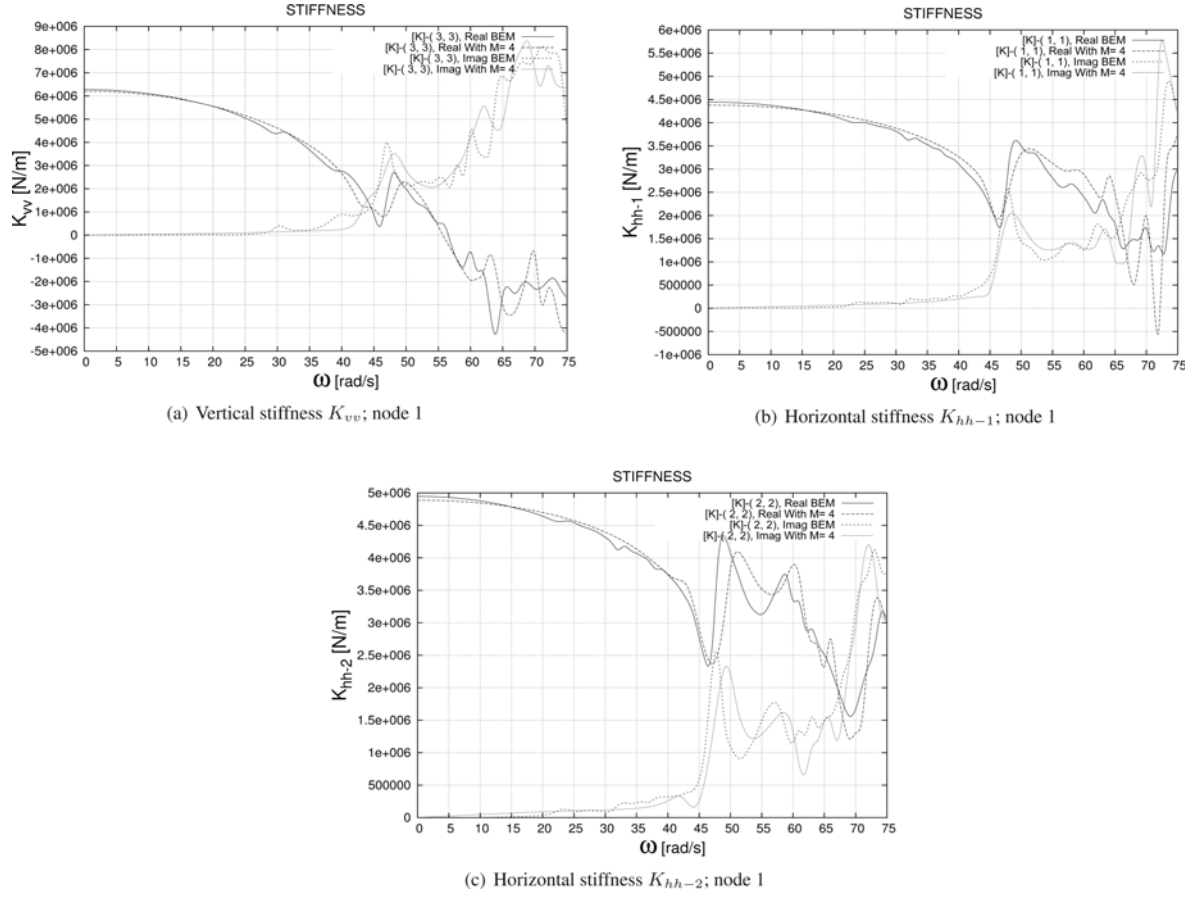 STIFFNESS
9e+006
8e+006
7e+006
6e+006
5e+006
4e+006
3e+006
2e+006
1e+006
0
-1e+006
-2e+006
-3e+006
-4e+006
-5e+006
K_vv [N/m]
[K]-( 3, 3), Real BEM
[K]-( 3, 3), Real With M= 4
[K]-( 3, 3), Imag BEM
[K]-( 3, 3), Imag With M= 4
0 5 10 15 20 25 30 35 40 45 50 55 60 65 70 75
ω [rad/s]
(a) Vertical stiffness K_vv; node 1
STIFFNESS
6e+006
5.5e+006
5e+006
4.5e+006
4e+006
3.5e+006
3e+006
2.5e+006
2e+006
1.5e+006
1e+006
500000
0
-500000
-1e+006
K_hh-1 [N/m]
[K]-( 1, 1), Real BEM
[K]-( 1, 1), Real With M= 4
[K]-( 1, 1), Imag BEM
[K]-( 1, 1), Imag With M= 4
0 5 10 15 20 25 30 35 40 45 50 55 60 65 70 75
ω [rad/s]
(b) Horizontal stiffness K_hh−1; node 1
STIFFNESS
5e+006
4.5e+006
4e+006
3.5e+006
3e+006
2.5e+006
2e+006
1.5e+006
1e+006
500000
0
K_hh-2 [N/m]
[K]-( 2, 2), Real BEM
[K]-( 2, 2), Real With M= 4
[K]-( 2, 2), Imag BEM
[K]-( 2, 2), Imag With M= 4
0 5 10 15 20 25 30 35 40 45 50 55 60 65 70 75
ω [rad/s]
(c) Horizontal stiffness K_hh−2; node 1